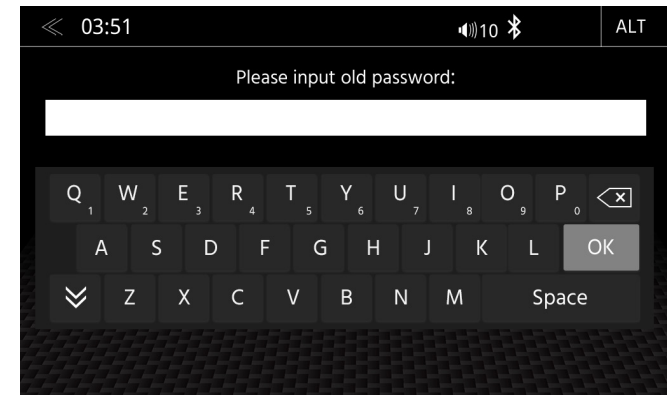 03:51 10 ALT
Please input old password:
Q 1 W 2 E 3 R 4 T 5 Y 6 U 7 I 8 O 9 P 0
A S D F G H J K L OK
Z X C V B N M Space